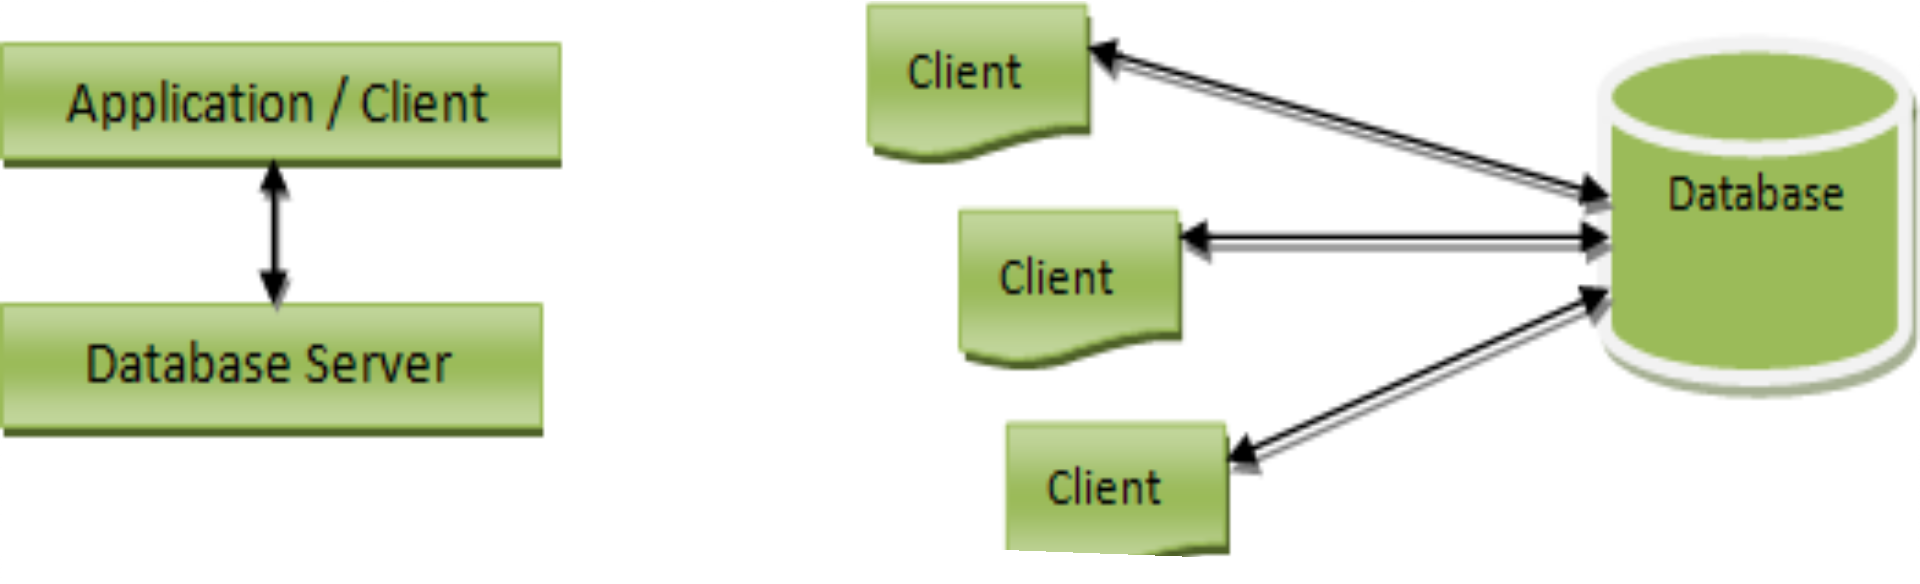 Application / Client
Database Server
Client
Client
Client
Database